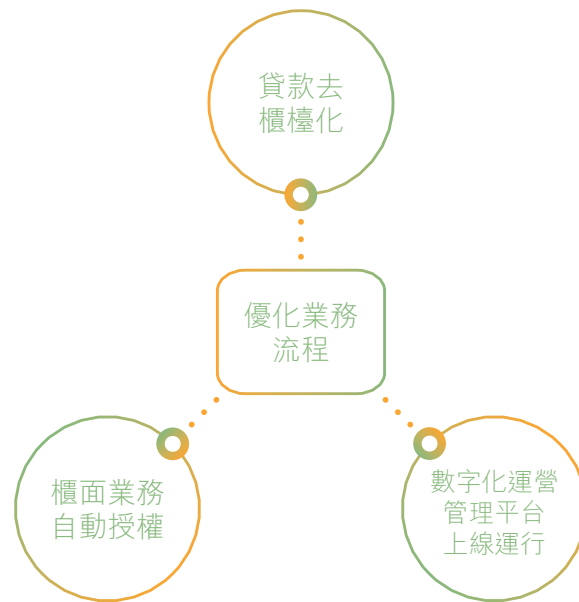 貸款去
櫃檯化
優化業務
流程
櫃面業務
自動授權
數字化運營
管理平台
上線運行